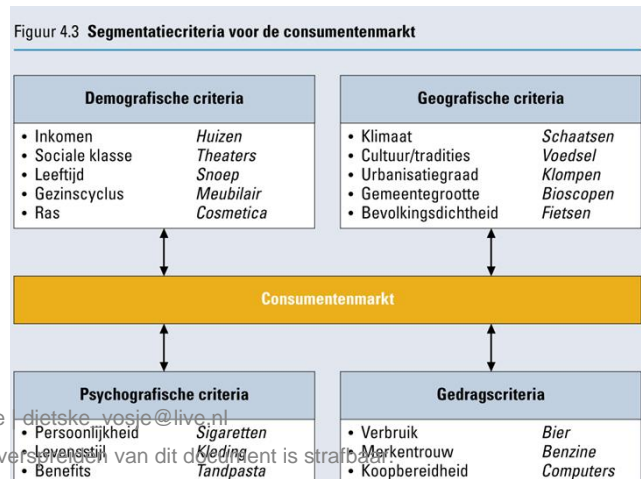 Figuur 4.3 Segmentatiecriteria voor de consumentenmarkt
Demografische criteria
• Inkomen Huizen
• Sociale klasse Theaters
• Leeftijd Snoep
• Gezinscyclus Meubilair
• Ras Cosmetica
Geografische criteria
• Klimaat Schaatsen
• Cultuur/tradities Voedsel
• Urbanisatiegraad Klompen
• Gemeentegrootte Bioscopen
• Bevolkingsdichtheid Fietsen
Consumentenmarkt
Psychografische criteria
• Persoonlijkheid Sigaretten
• Levensstijl Kleding
• Benefits Tandpasta
Gedragscriteria
• Verbruik Bier
• Merkentrouw Benzine
• Koopbereidheid Computers
e - dietske_vosje@live.nl
verspreiden van dit document is strafbaar.